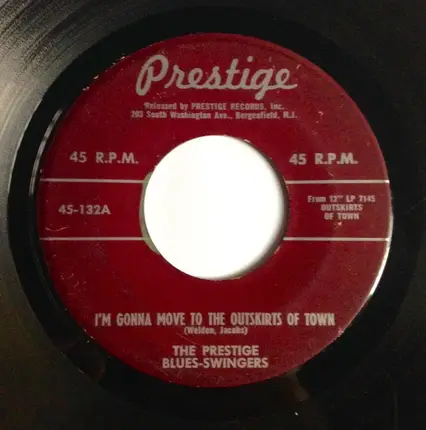 Prestige
Released by PRESTIGE RECORDS, Inc.
203 South Washington Ave., Bergenfield, N.J.
45 R.P.M.
45 R.P.M.
45-132A
From 12" LP 7145
OUTSKIRTS
OF TOWN
I'M GONNA MOVE TO THE OUTSKIRTS OF TOWN
(Weldon, Jacobs)
THE PRESTIGE
BLUES-SWINGERS